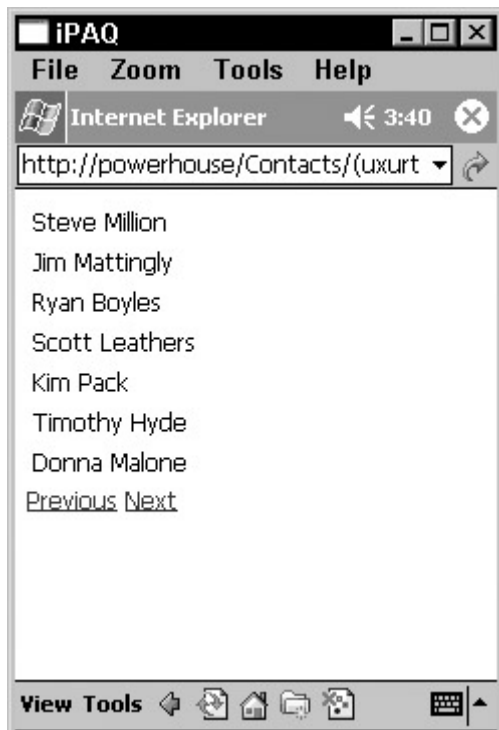 iPAQ
File Zoom Tools Help
Internet Explorer 3:40
http://powerhouse/Contacts/(uxurt
Steve Million
Jim Mattingly
Ryan Boyles
Scott Leathers
Kim Pack
Timothy Hyde
Donna Malone
Previous Next
View Tools